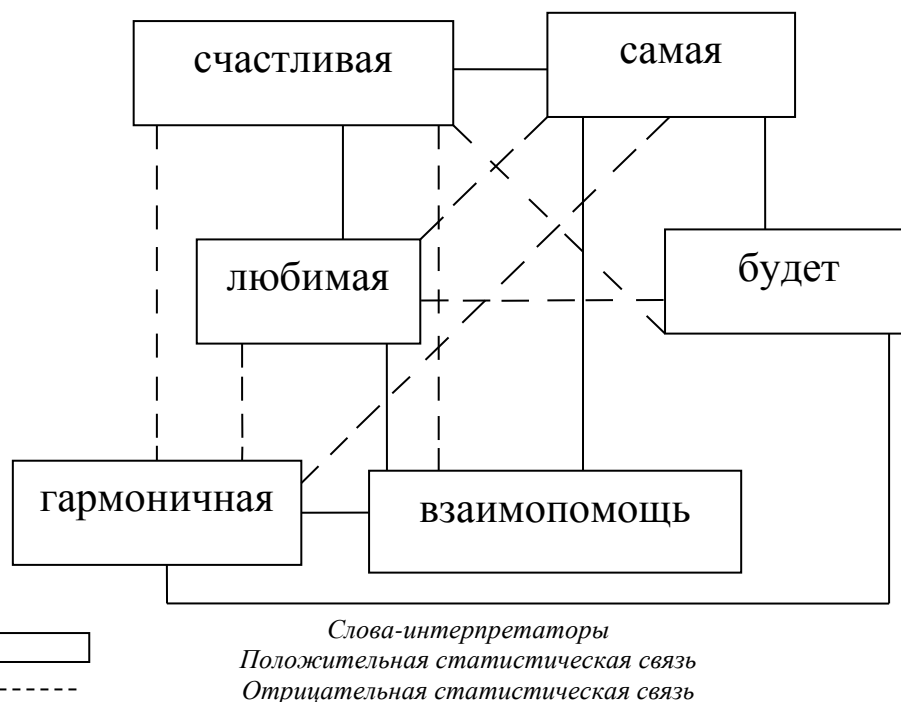 счастливая
самая
любимая
будет
гармоничная
взаимопомощь
Слова-интерпретаторы
Положительная статистическая связь
Отрицательная статистическая связь